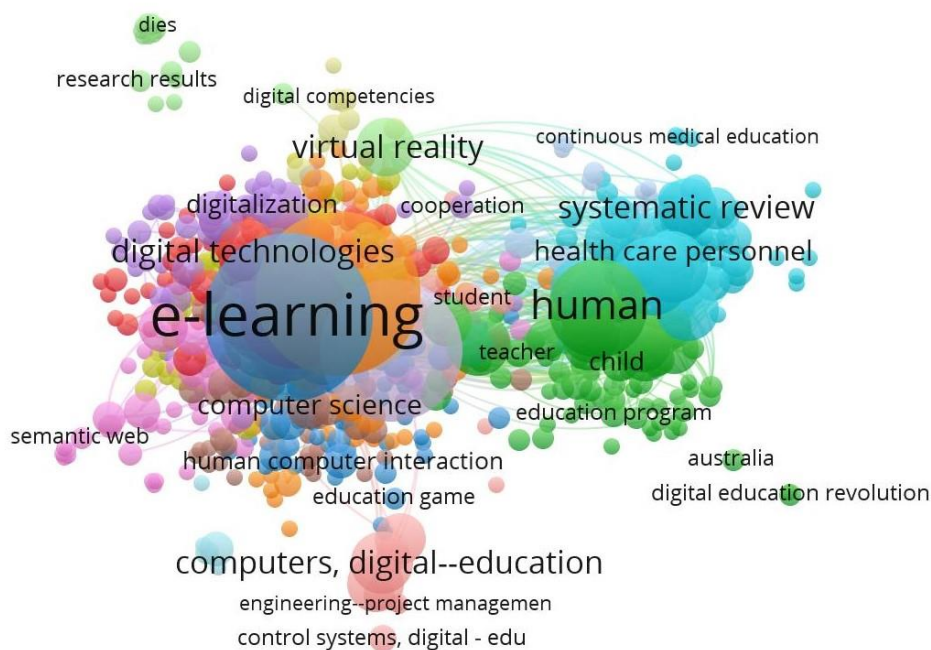 dies
research results
digital competencies
continuous medical education
virtual reality
digitalization
cooperation
systematic review
digital technologies
health care personnel
e-learning
student
human
teacher
child
computer science
education program
semantic web
human computer interaction
australia
education game
digital education revolution
computers, digital--education
engineering--project managemen
control systems, digital - edu